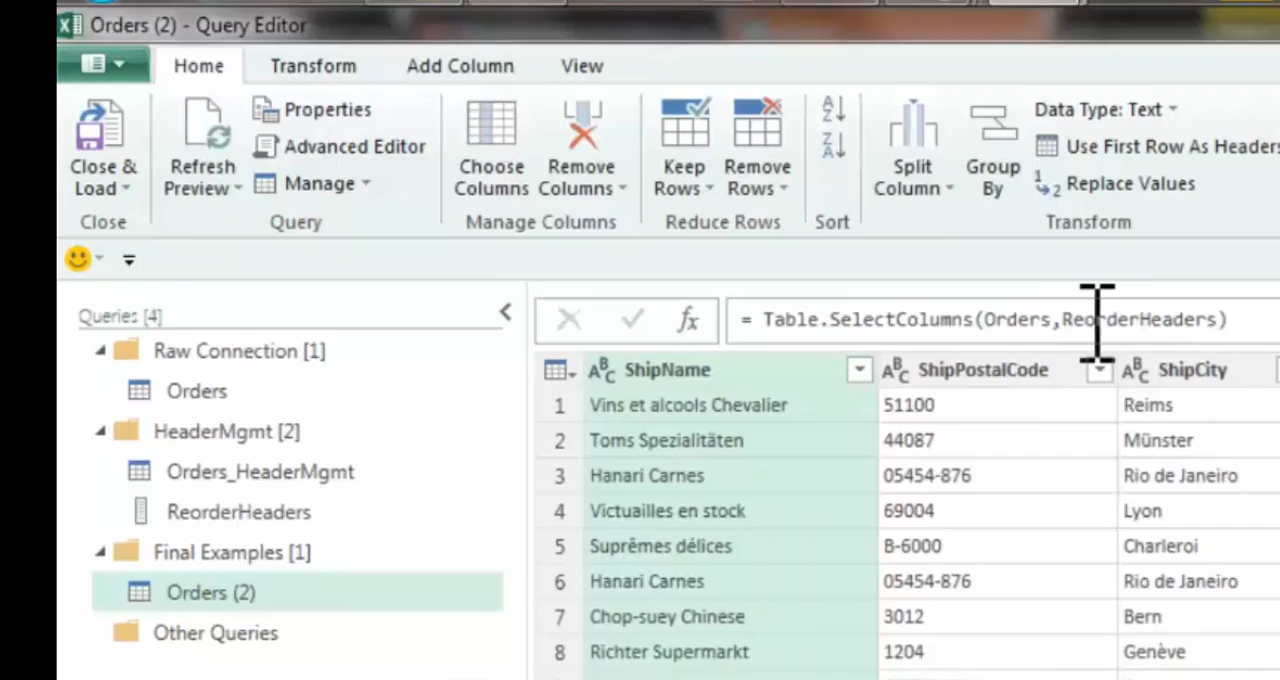 Orders (2) - Query Editor
Home Transform Add Column View
Close & Load
Refresh Preview
Properties
Advanced Editor
Manage
Choose Columns
Remove Columns
Keep Rows
Remove Rows
A Z
Z A
Split Column
Group By
Data Type: Text
Use First Row As Headers
1 2 Replace Values
Close Query Manage Columns Reduce Rows Sort Transform
Queries [4]
Raw Connection [1]
Orders
HeaderMgmt [2]
Orders_HeaderMgmt
ReorderHeaders
Final Examples [1]
Orders (2)
Other Queries
fx = Table.SelectColumns(Orders,ReorderHeaders)
ABC ShipName ABC ShipPostalCode ABC ShipCity
1 Vins et alcools Chevalier 51100 Reims
2 Toms Spezialitäten 44087 Münster
3 Hanari Carnes 05454-876 Rio de Janeiro
4 Victuailles en stock 69004 Lyon
5 Suprêmes délices B-6000 Charleroi
6 Hanari Carnes 05454-876 Rio de Janeiro
7 Chop-suey Chinese 3012 Bern
8 Richter Supermarkt 1204 Genève